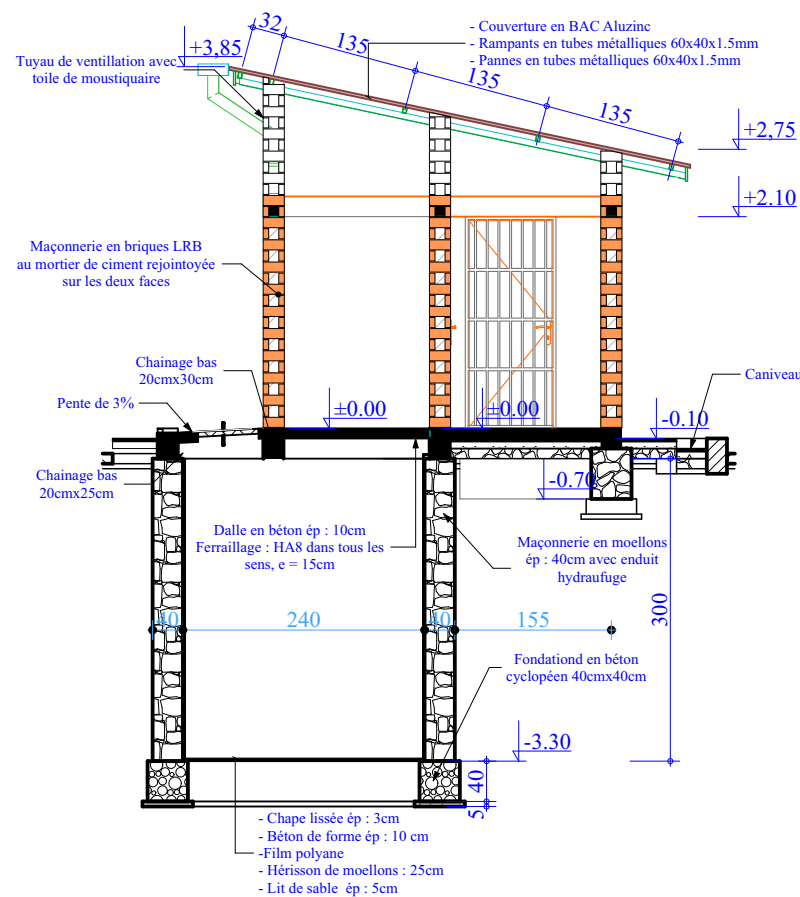 - Couverture en BAC Aluzinc
- Rampants en tubes métalliques 60x40x1.5mm
- Pannes en tubes métalliques 60x40x1.5mm
32
135
135
135
+3,85
Tuyau de ventillation avec
toile de moustiquaire
+2,75
+2.10
Maçonnerie en briques LRB
au mortier de ciment rejointoyée
sur les deux faces
Chainage bas
20cmx30cm
Caniveau
Pente de 3%
±0.00
±0.00
-0.10
Chainage bas
20cmx25cm
-0.70
Dalle en béton ép : 10cm
Ferraillage : HA8 dans tous les
sens, e = 15cm
Maçonnerie en moellons
ép : 40cm avec enduit
hydraufuge
40
240
40
155
300
Fondationd en béton
cyclopéen 40cmx40cm
-3.30
40
5
- Chape lissée ép : 3cm
- Béton de forme ép : 10 cm
-Film polyane
- Hérisson de moellons : 25cm
- Lit de sable ép : 5cm